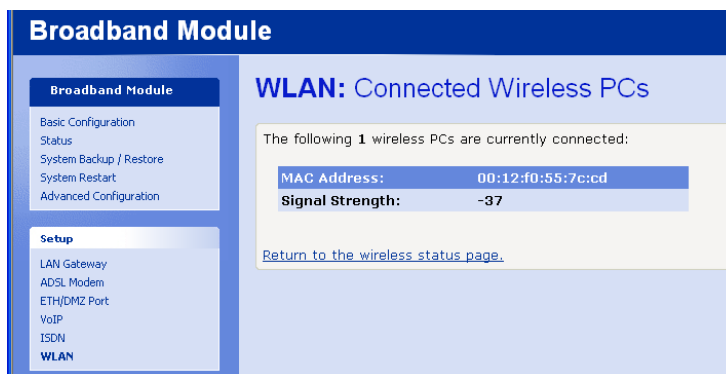 Broadband Module
Broadband Module
Basic Configuration
Status
System Backup / Restore
System Restart
Advanced Configuration
Setup
LAN Gateway
ADSL Modem
ETH/DMZ Port
VoIP
ISDN
WLAN
WLAN: Connected Wireless PCs
The following 1 wireless PCs are currently connected:
MAC Address: 00:12:f0:55:7c:cd
Signal Strength: -37
Return to the wireless status page.